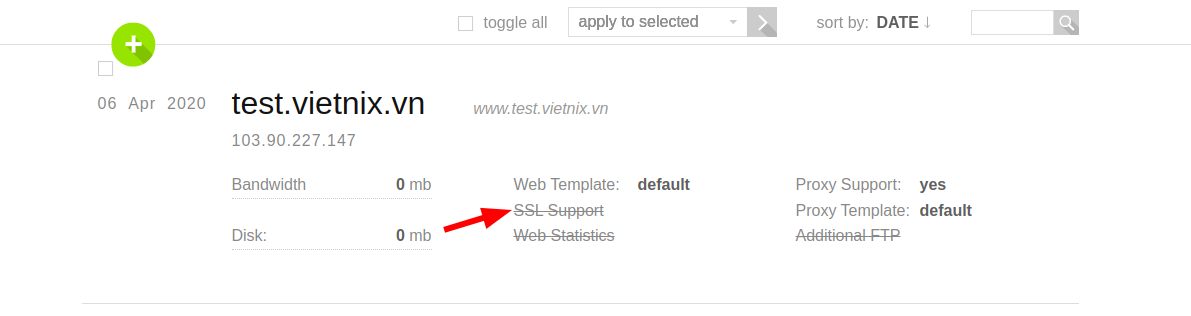 toggle all apply to selected sort by: DATE ↓
06 Apr 2020 test.vietnix.vn www.test.vietnix.vn
103.90.227.147
Bandwidth 0 mb Web Template: default Proxy Support: yes
SSL Support Proxy Template: default
Disk: 0 mb Web Statistics Additional FTP